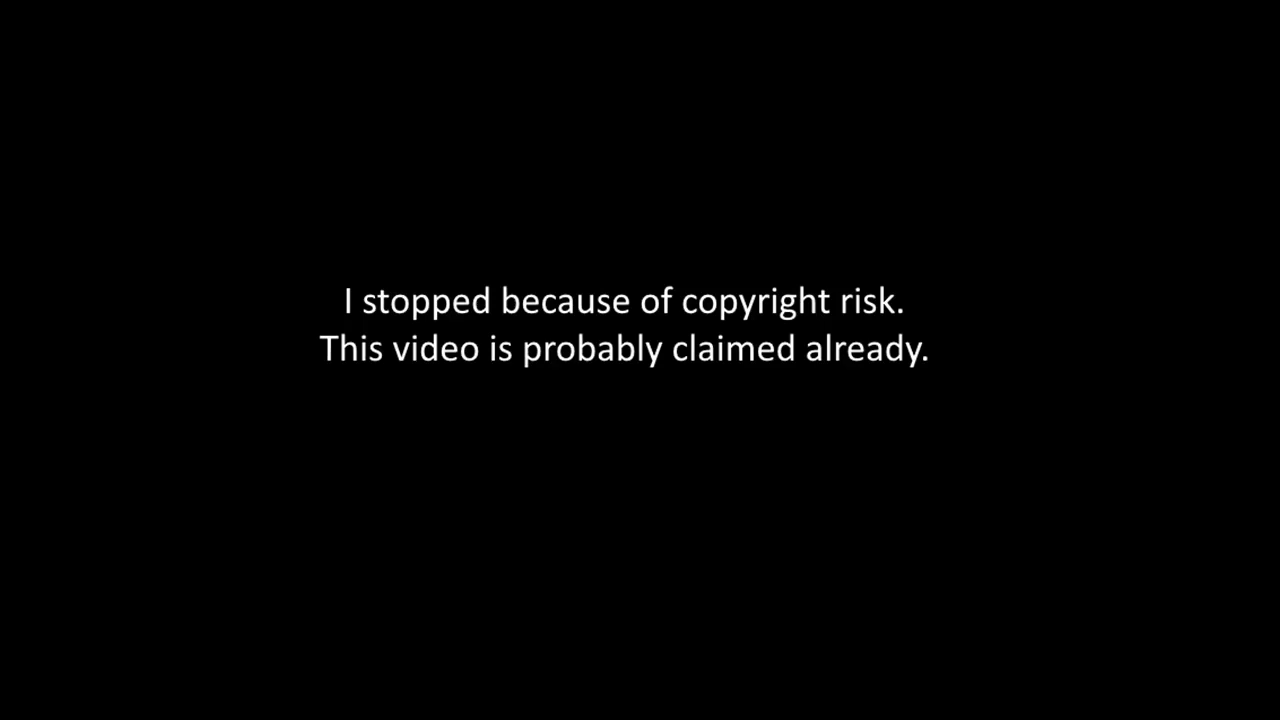 I stopped because of copyright risk.
This video is probably claimed already.